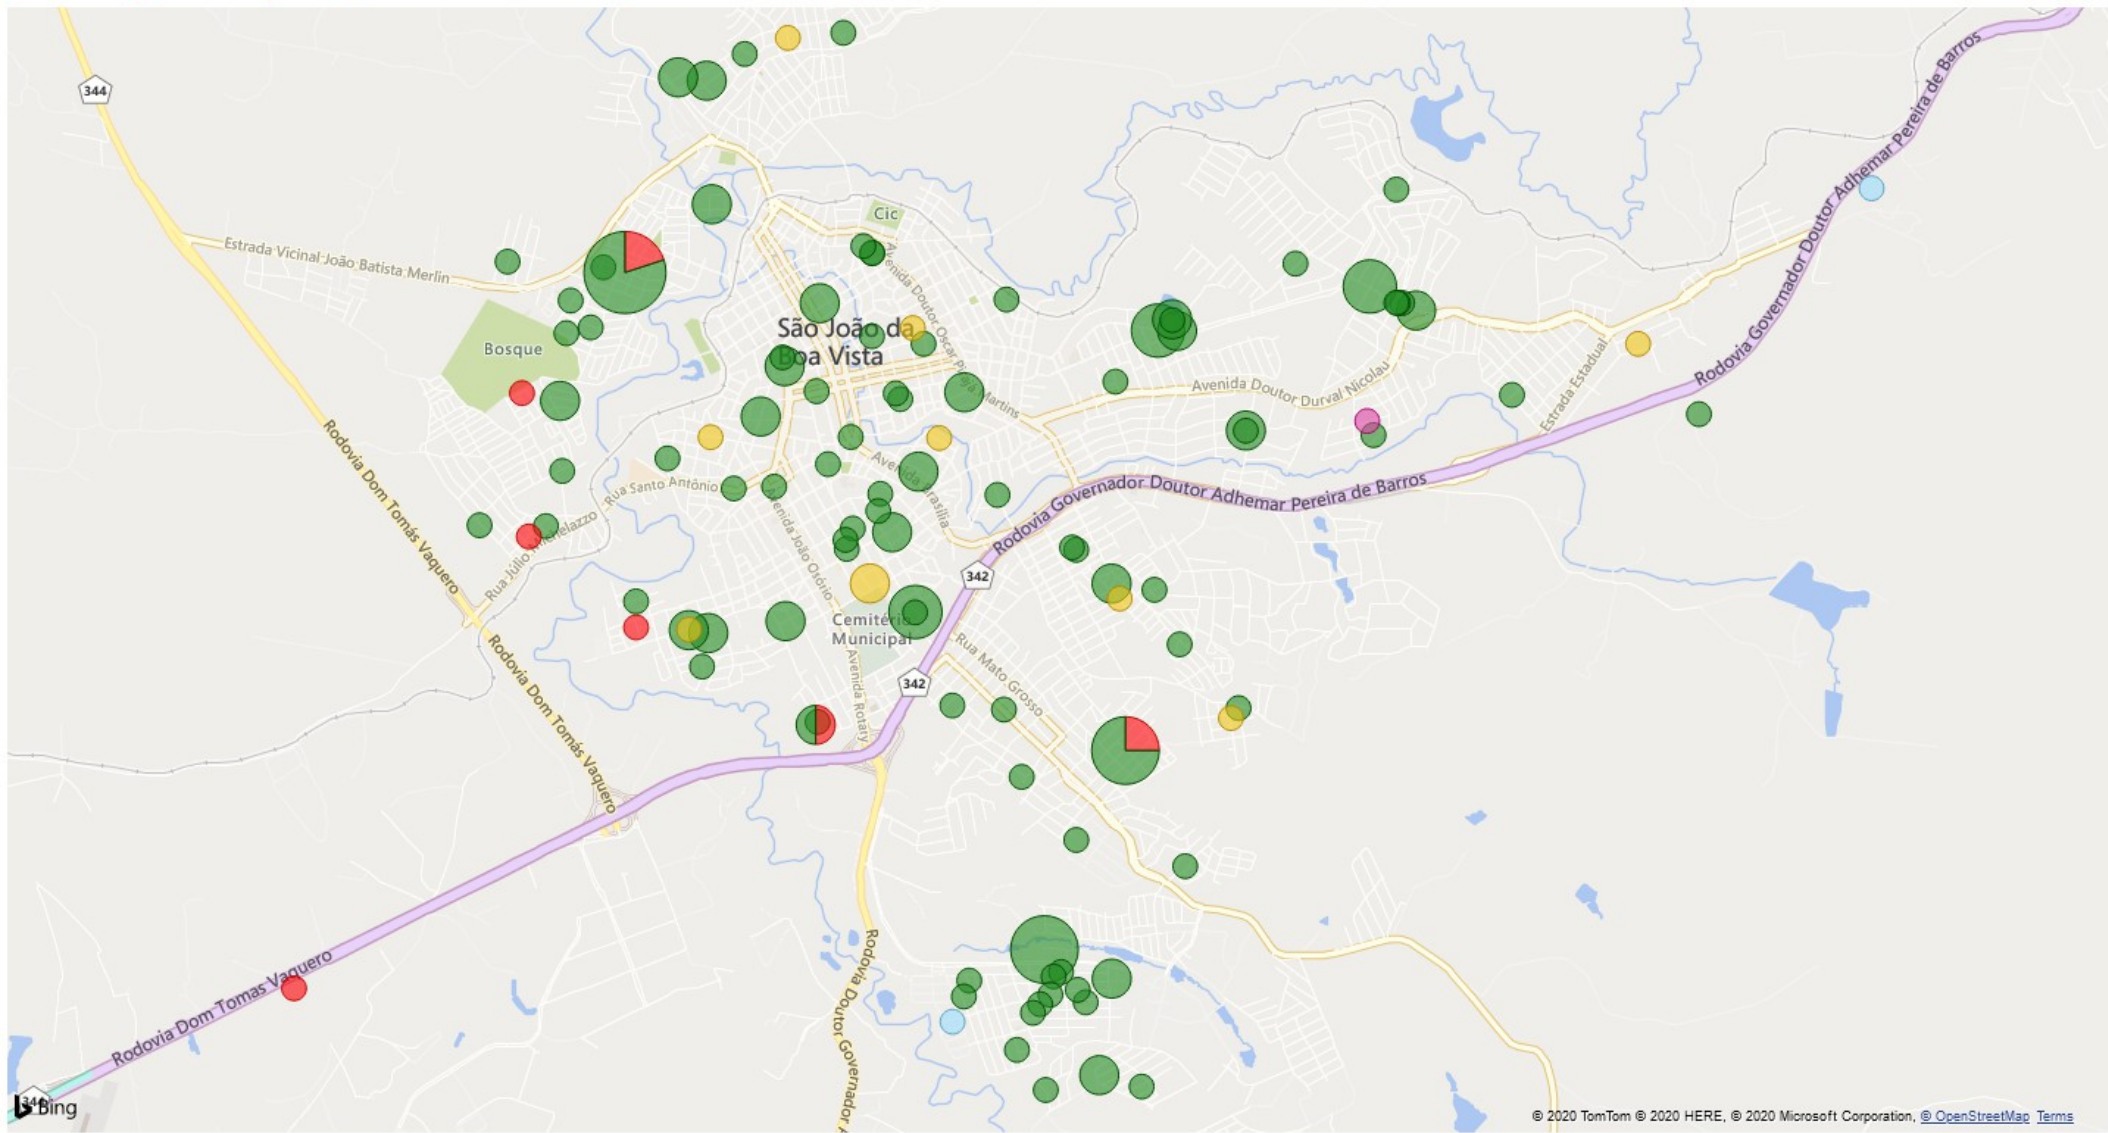 344
Cic
Estrada Vicinal João Batista Merlin
Avenida Doutor Oscar Pirajá Martins
São João da
Boa Vista
Bosque
Avenida Doutor Durval Nicolau
Estrada Estadual
Rodovia Governador Doutor Adhemar Pereira de Barros
Rodovia Dom Tomás Vaquero
Rua Santo Antônio
Avenida Brasília
Rodovia Governador Doutor Adhemar Pereira de Barros
Rua Júlio Michelazzo
Avenida João Osório
342
Cemitério
Municipal
Rodovia Dom Tomás Vaquero
Avenida Rotary
Rua Mato Grosso
342
Rodovia Dom Tomas Vaquero
Rodovia Doutor Governador
344
Bing
© 2020 TomTom © 2020 HERE, © 2020 Microsoft Corporation, © OpenStreetMap Terms